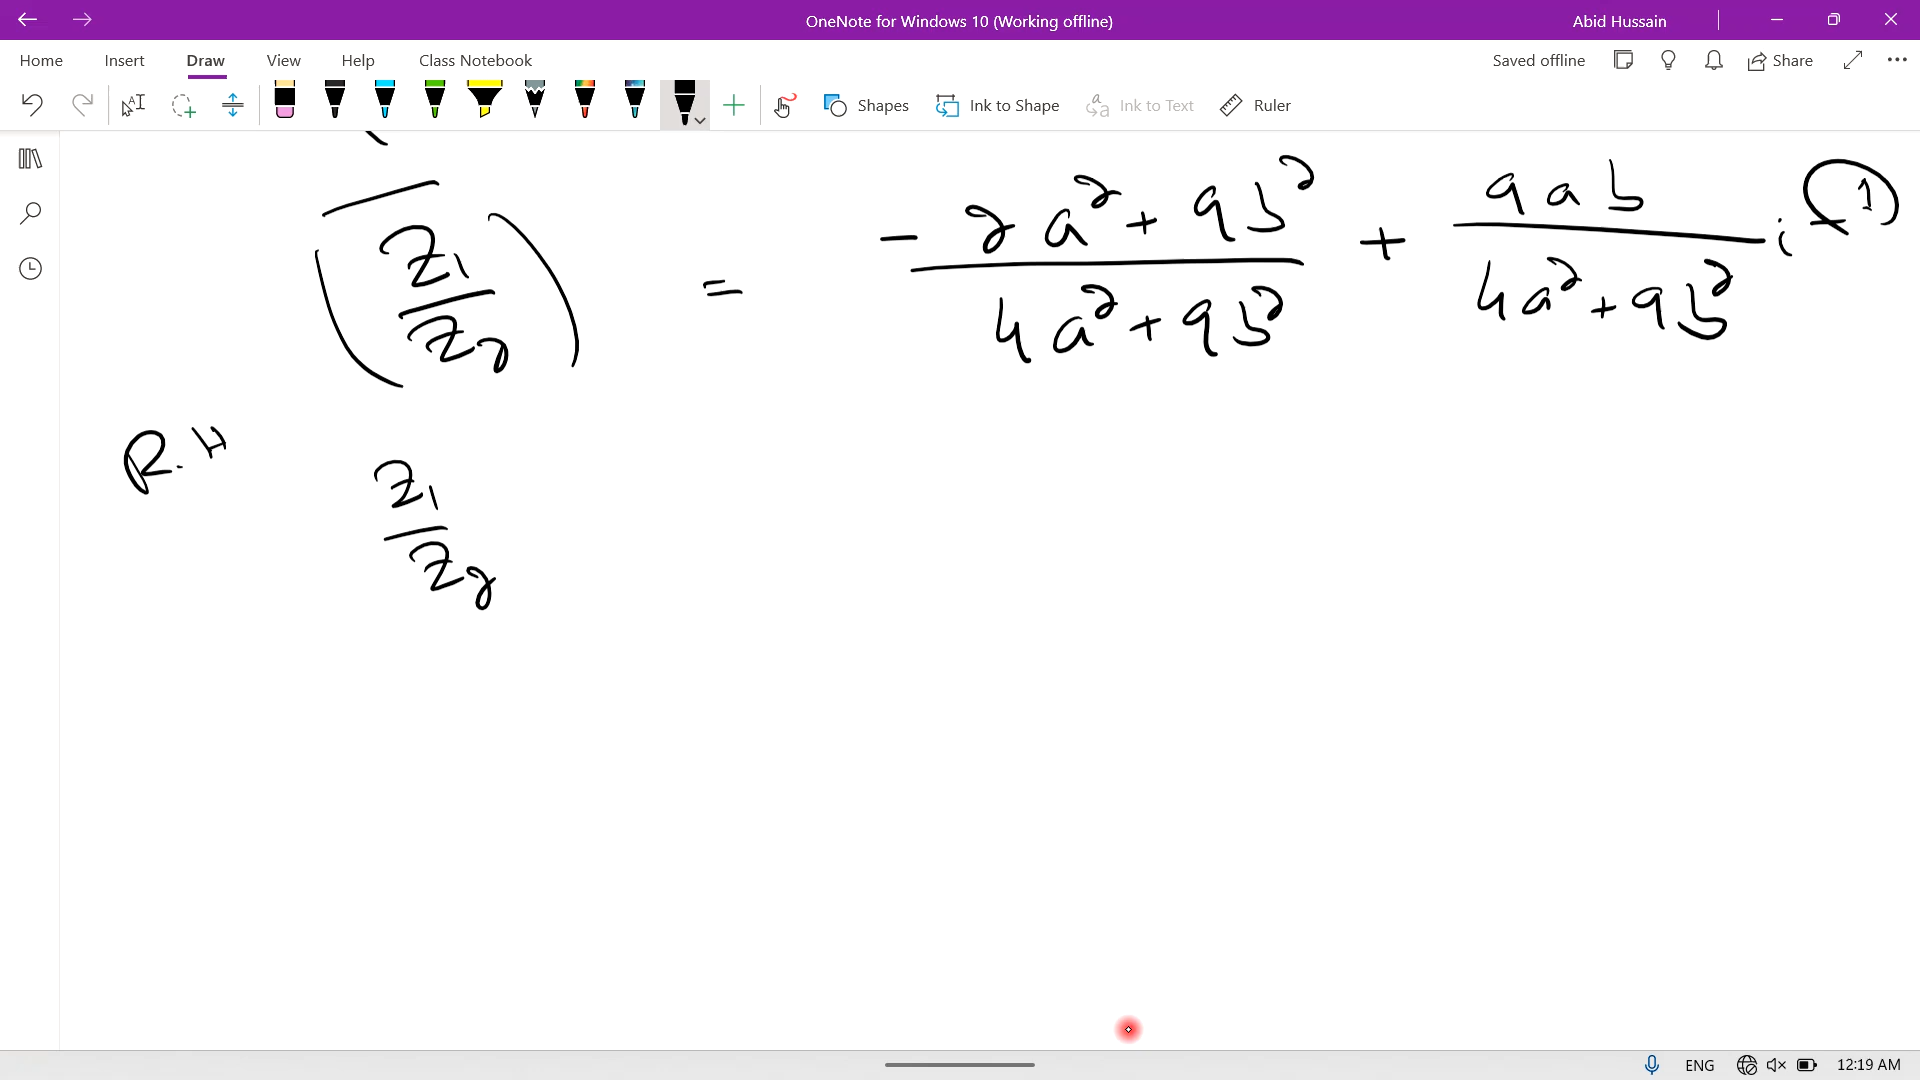 OneNote for Windows 10 (Working offline)
Abid Hussain
Home Insert Draw View Help Class Notebook
Saved offline
Share
Shapes Ink to Shape Ink to Text Ruler
\overline{(z₁/z₂)} = - (2a² + 9b²)/(4a² + 9b²) + (9ab)/(4a² + 9b²) i — ①
R.H
z₁/z₂
ENG
12:19 AM